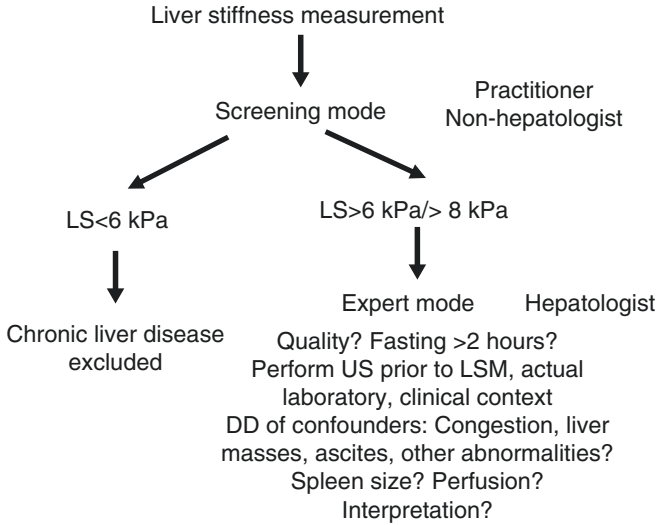 Liver stiffness measurement
Practitioner
Non-hepatologist
Screening mode
LS<6 kPa
LS>6 kPa/> 8 kPa
Chronic liver disease
excluded
Expert mode
Hepatologist
Quality? Fasting >2 hours?
Perform US prior to LSM, actual
laboratory, clinical context
DD of confounders: Congestion, liver
masses, ascites, other abnormalities?
Spleen size? Perfusion?
Interpretation?